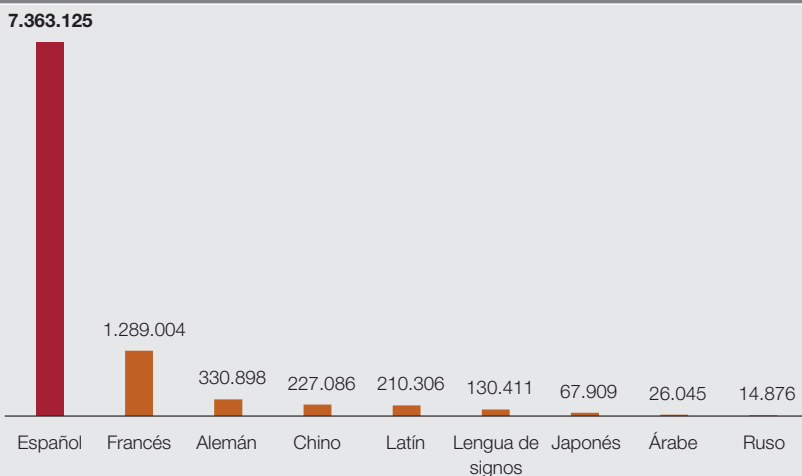 7.363.125
1.289.004
330.898
227.086
210.306
130.411
67.909
26.045
14.876
Español
Francés
Alemán
Chino
Latín
Lengua de
signos
Japonés
Árabe
Ruso